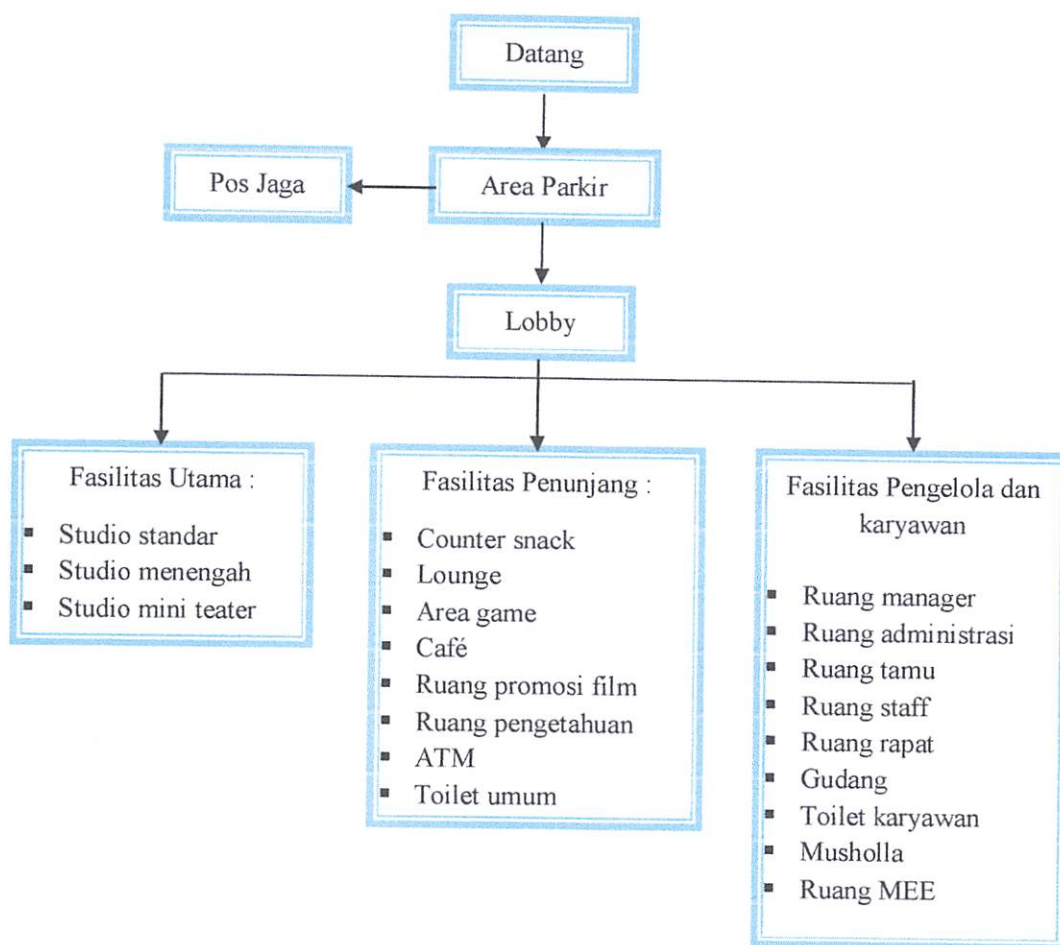 Datang
Pos Jaga
Area Parkir
Lobby
Fasilitas Utama :
▪ Studio standar
▪ Studio menengah
▪ Studio mini teater
Fasilitas Penunjang :
▪ Counter snack
▪ Lounge
▪ Area game
▪ Café
▪ Ruang promosi film
▪ Ruang pengetahuan
▪ ATM
▪ Toilet umum
Fasilitas Pengelola dan
karyawan
▪ Ruang manager
▪ Ruang administrasi
▪ Ruang tamu
▪ Ruang staff
▪ Ruang rapat
▪ Gudang
▪ Toilet karyawan
▪ Musholla
▪ Ruang MEE